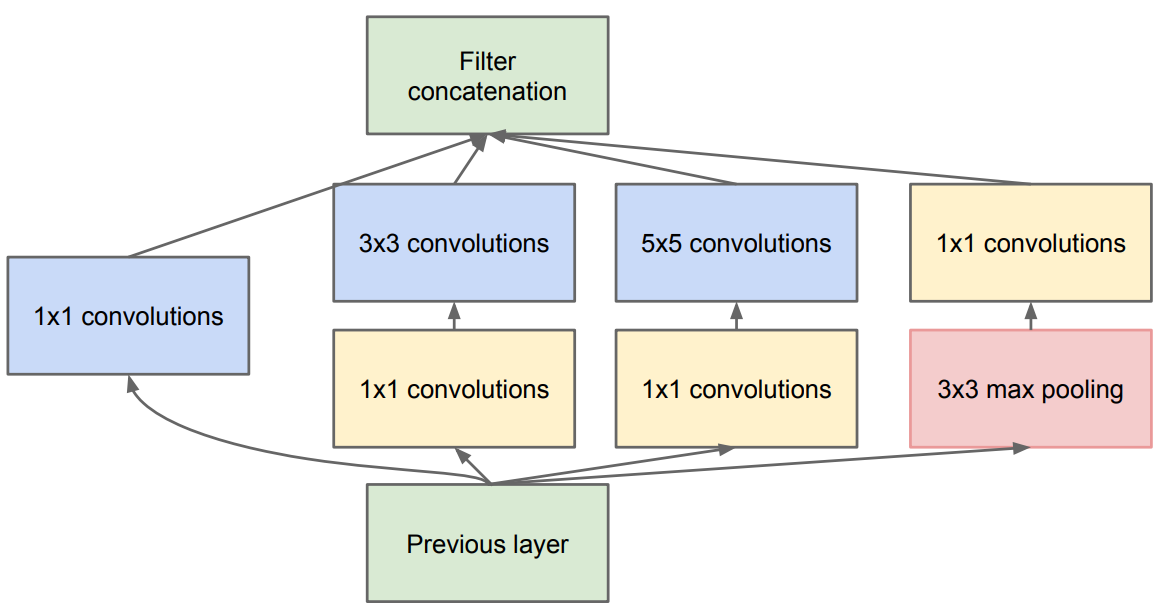 Filter
concatenation
3x3 convolutions
5x5 convolutions
1x1 convolutions
1x1 convolutions
1x1 convolutions
1x1 convolutions
3x3 max pooling
Previous layer